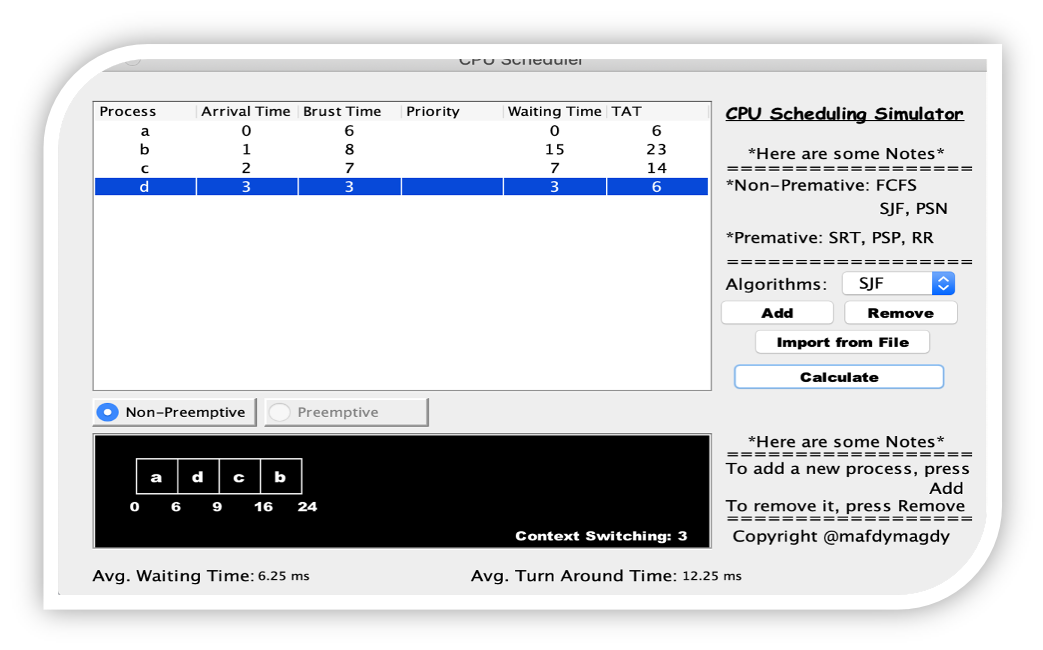 CPU Scheduler
Process Arrival Time Brust Time Priority Waiting Time TAT
a 0 6 0 6
b 1 8 15 23
c 2 7 7 14
d 3 3 3 6
CPU Scheduling Simulator
*Here are some Notes*
===================
*Non-Premative: FCFS
SJF, PSN
*Premative: SRT, PSP, RR
===================
Algorithms: SJF
Add Remove
Import from File
Calculate
Non-Preemptive Preemptive
a d c b
0 6 9 16 24
Context Switching: 3
*Here are some Notes*
===================
To add a new process, press
Add
To remove it, press Remove
===================
Copyright @mafdymagdy
Avg. Waiting Time: 6.25 ms Avg. Turn Around Time: 12.25 ms